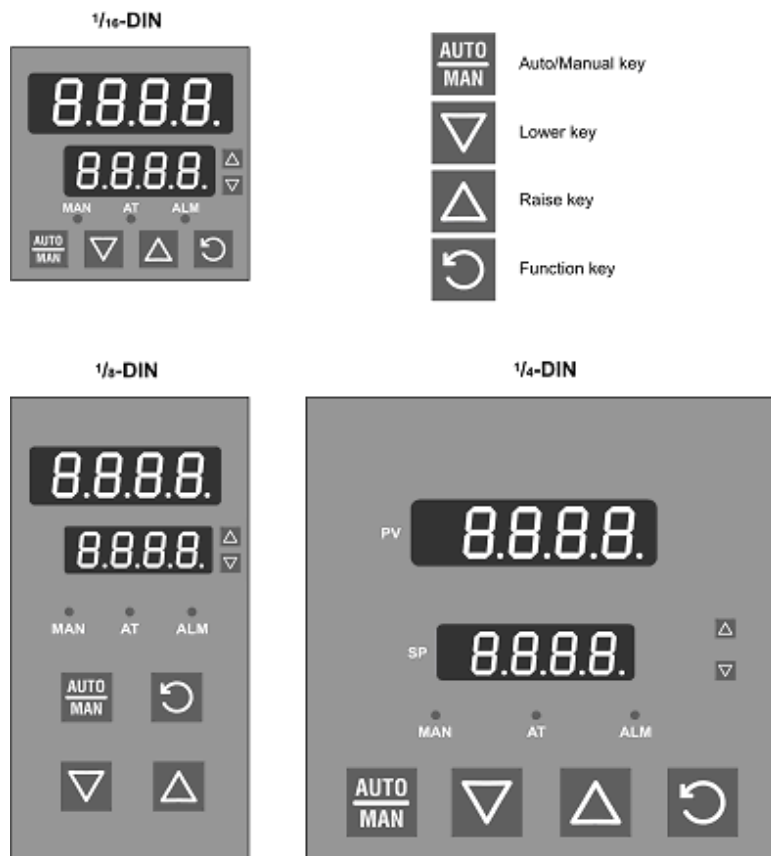 1/16-DIN
8.8.8.8.
8.8.8.8.
MAN AT ALM
AUTO
MAN
AUTO
MAN
Auto/Manual key
Lower key
Raise key
Function key
1/8-DIN
8.8.8.8.
8.8.8.8.
MAN AT ALM
AUTO
MAN
1/4-DIN
PV 8.8.8.8.
SP 8.8.8.8.
MAN AT ALM
AUTO
MAN